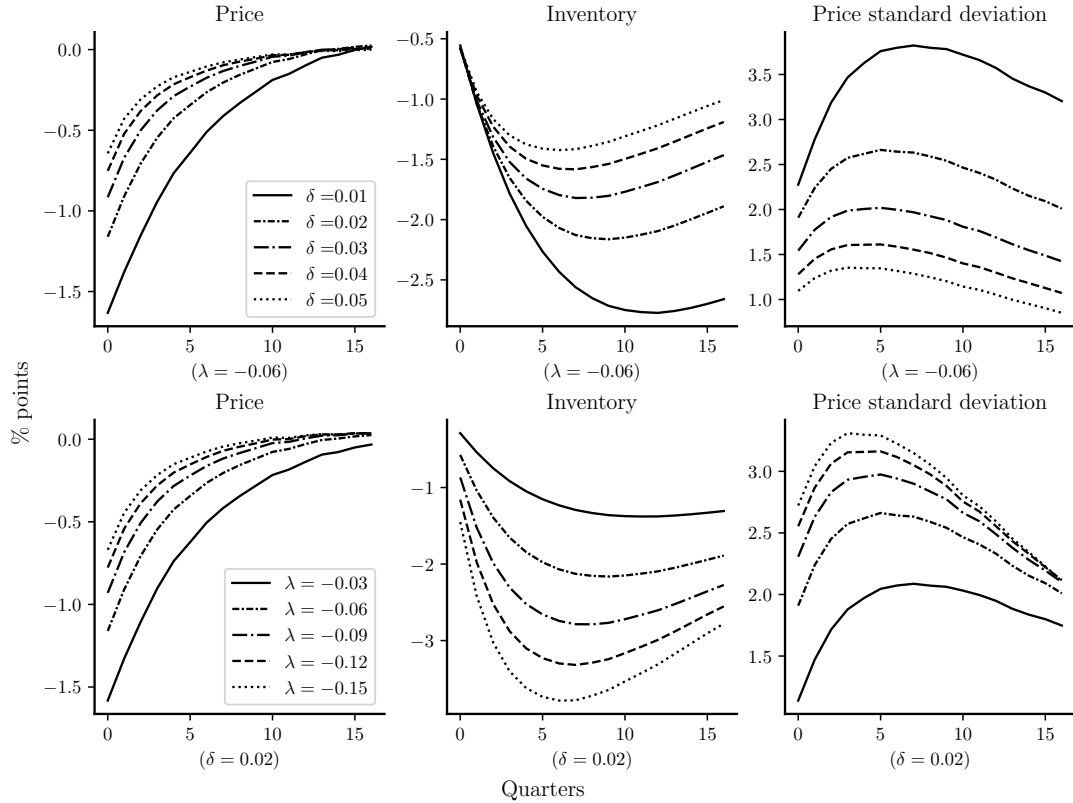 Price
Inventory
Price standard deviation
0.0
−0.5
−1.0
−1.5
δ =0.01
δ =0.02
δ =0.03
δ =0.04
δ =0.05
0 5 10 15
(λ = −0.06)
−0.5
−1.0
−1.5
−2.0
−2.5
0 5 10 15
(λ = −0.06)
3.5
3.0
2.5
2.0
1.5
1.0
0 5 10 15
(λ = −0.06)
% points
Price
Inventory
Price standard deviation
0.0
−0.5
−1.0
−1.5
λ = −0.03
λ = −0.06
λ = −0.09
λ = −0.12
λ = −0.15
0 5 10 15
(δ = 0.02)
−1
−2
−3
0 5 10 15
(δ = 0.02)
3.0
2.5
2.0
1.5
0 5 10 15
(δ = 0.02)
Quarters